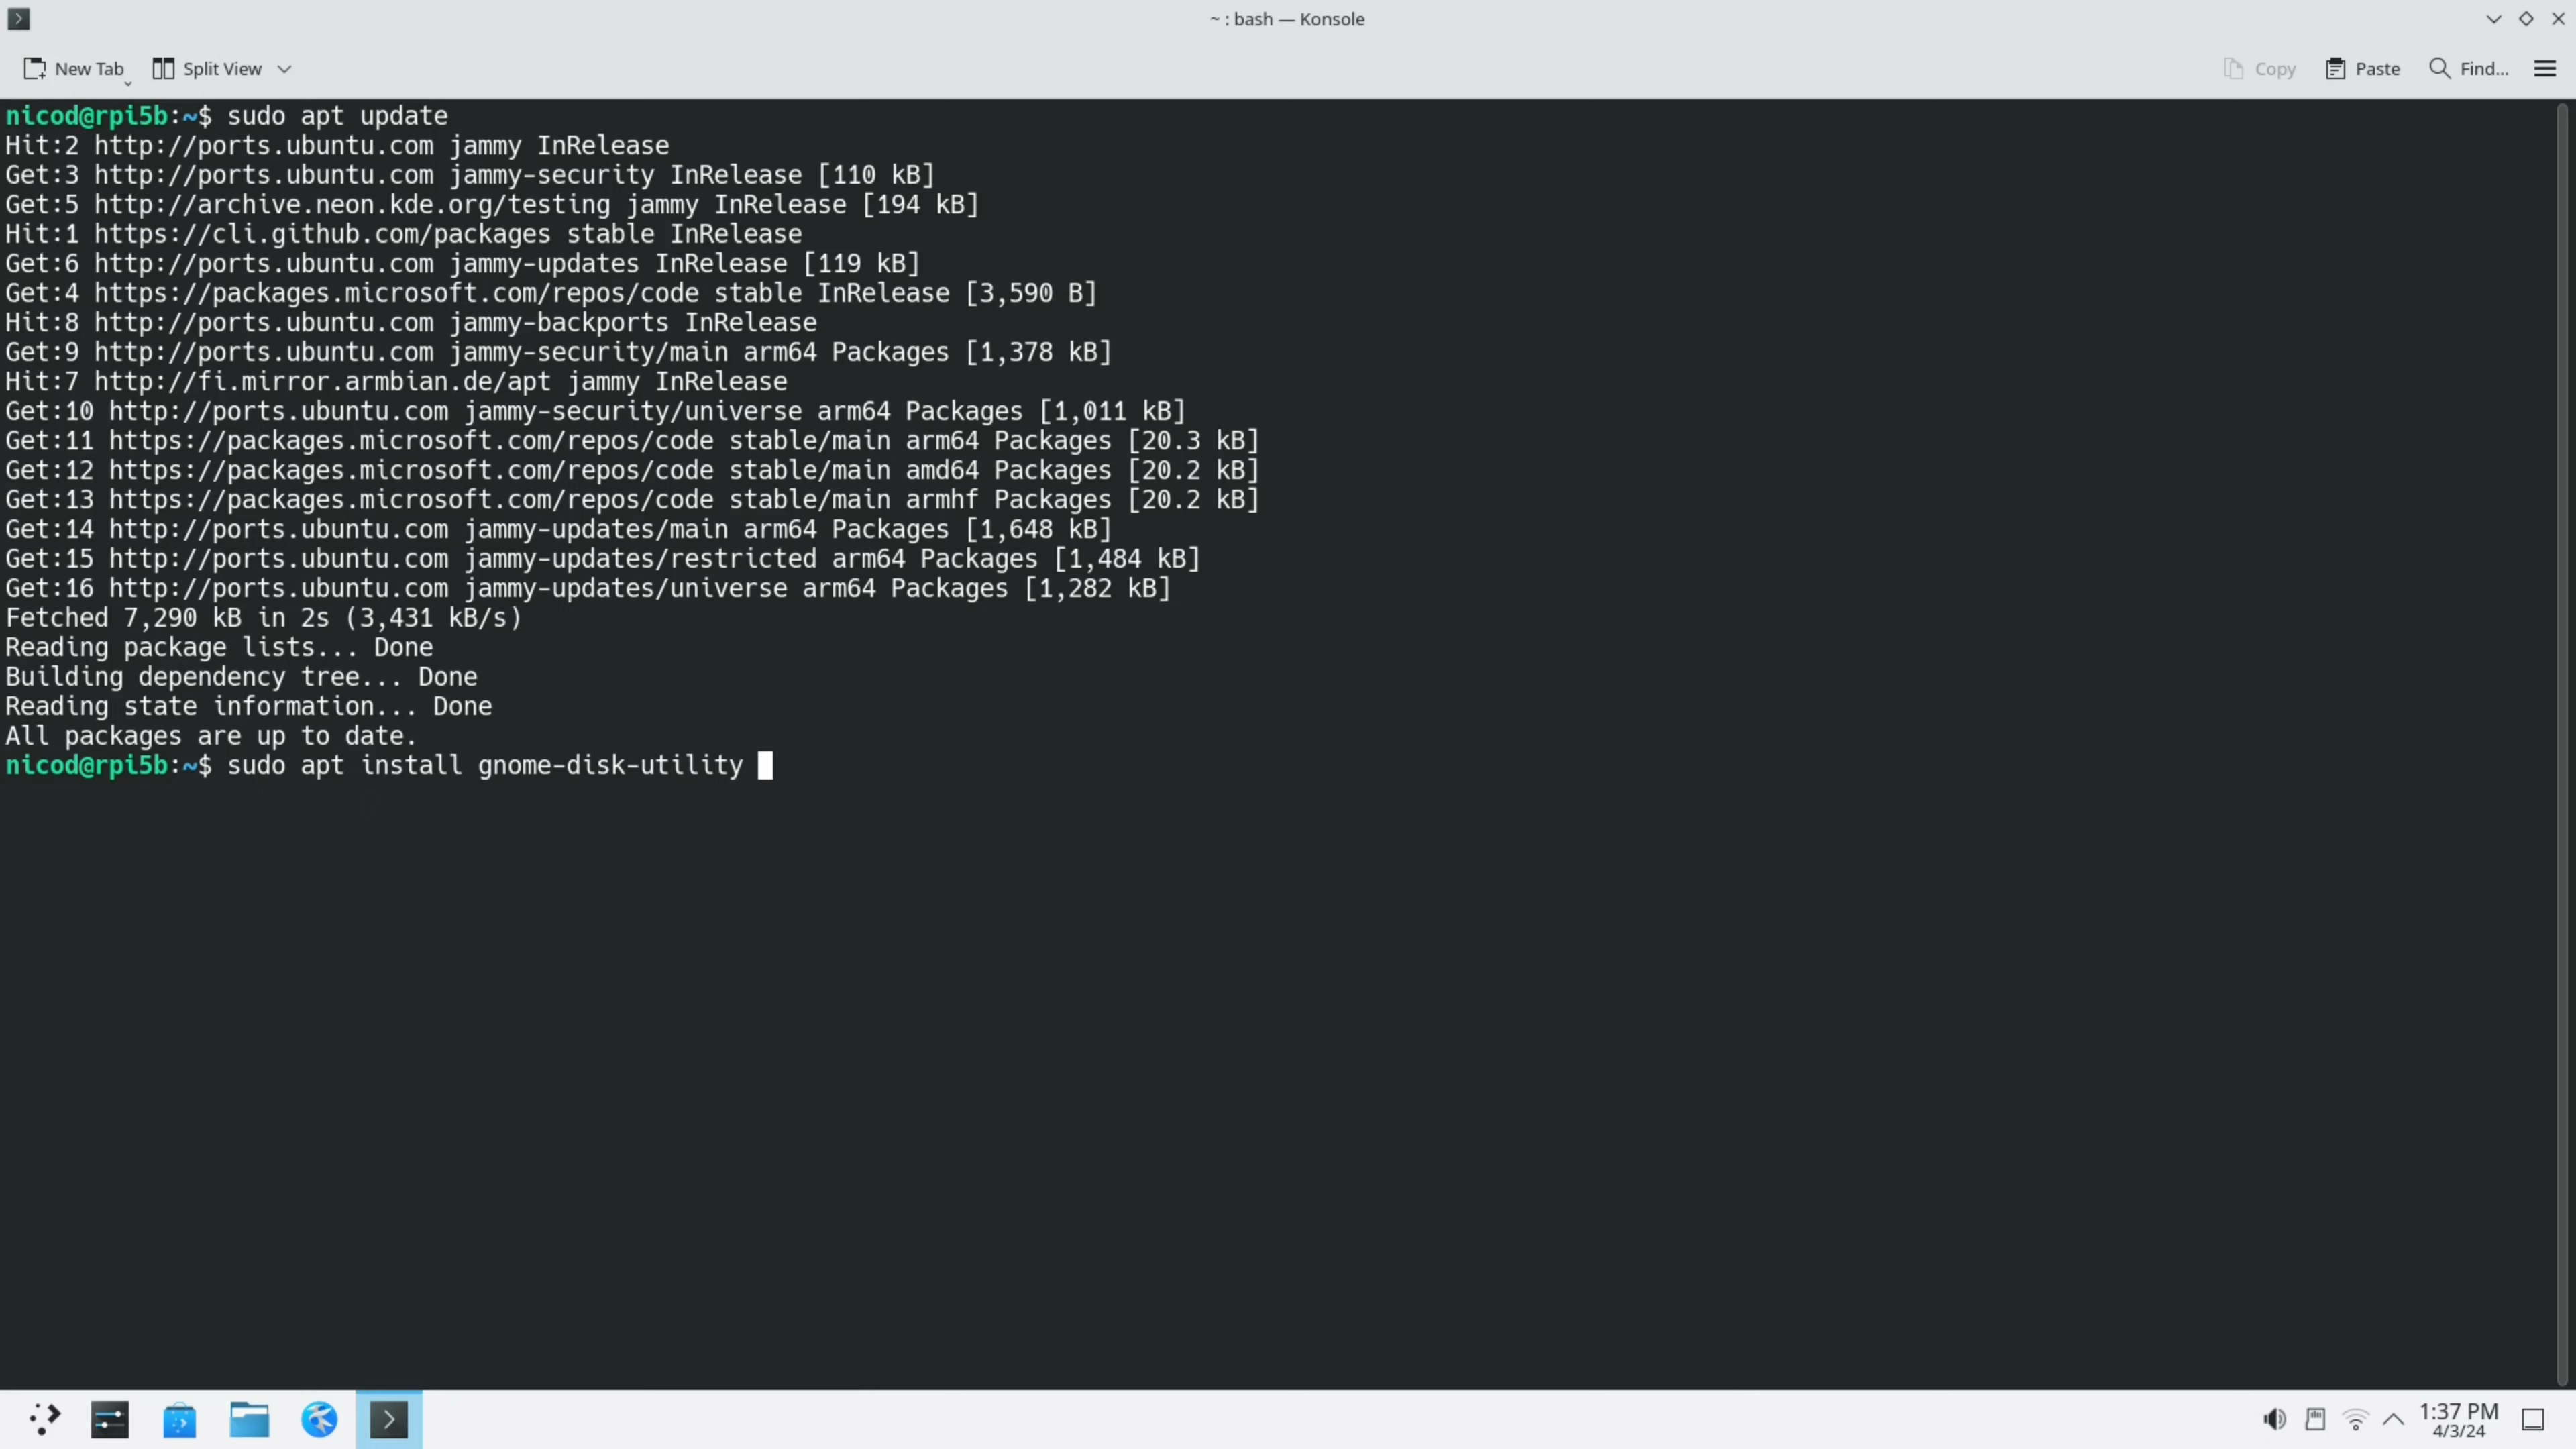 ~ : bash — Konsole
New Tab
Split View
Copy
Paste
Find...
nicod@rpi5b:~$ sudo apt update
Hit:2 http://ports.ubuntu.com jammy InRelease
Get:3 http://ports.ubuntu.com jammy-security InRelease [110 kB]
Get:5 http://archive.neon.kde.org/testing jammy InRelease [194 kB]
Hit:1 https://cli.github.com/packages stable InRelease
Get:6 http://ports.ubuntu.com jammy-updates InRelease [119 kB]
Get:4 https://packages.microsoft.com/repos/code stable InRelease [3,590 B]
Hit:8 http://ports.ubuntu.com jammy-backports InRelease
Get:9 http://ports.ubuntu.com jammy-security/main arm64 Packages [1,378 kB]
Hit:7 http://fi.mirror.armbian.de/apt jammy InRelease
Get:10 http://ports.ubuntu.com jammy-security/universe arm64 Packages [1,011 kB]
Get:11 https://packages.microsoft.com/repos/code stable/main arm64 Packages [20.3 kB]
Get:12 https://packages.microsoft.com/repos/code stable/main amd64 Packages [20.2 kB]
Get:13 https://packages.microsoft.com/repos/code stable/main armhf Packages [20.2 kB]
Get:14 http://ports.ubuntu.com jammy-updates/main arm64 Packages [1,648 kB]
Get:15 http://ports.ubuntu.com jammy-updates/restricted arm64 Packages [1,484 kB]
Get:16 http://ports.ubuntu.com jammy-updates/universe arm64 Packages [1,282 kB]
Fetched 7,290 kB in 2s (3,431 kB/s)
Reading package lists... Done
Building dependency tree... Done
Reading state information... Done
All packages are up to date.
nicod@rpi5b:~$ sudo apt install gnome-disk-utility
1:37 PM
4/3/24